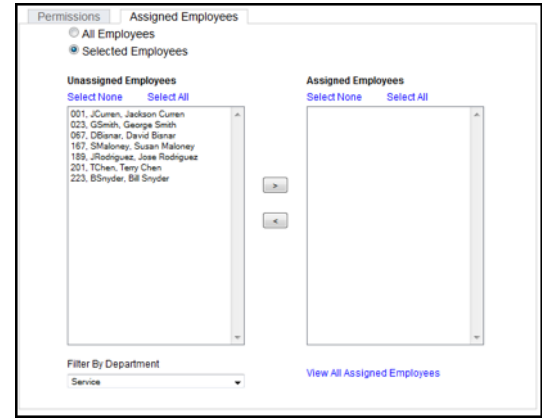 Permissions Assigned Employees
All Employees
Selected Employees
Unassigned Employees Assigned Employees
Select None Select All Select None Select All
001, JCurren, Jackson Curren
023, GSmith, George Smith
067, DBisnar, David Bisnar
167, SMaloney, Susan Maloney
189, JRodriguez, Jose Rodriguez
201, TChen, Terry Chen
223, BSnyder, Bill Snyder
>
<
Filter By Department
View All Assigned Employees
Service